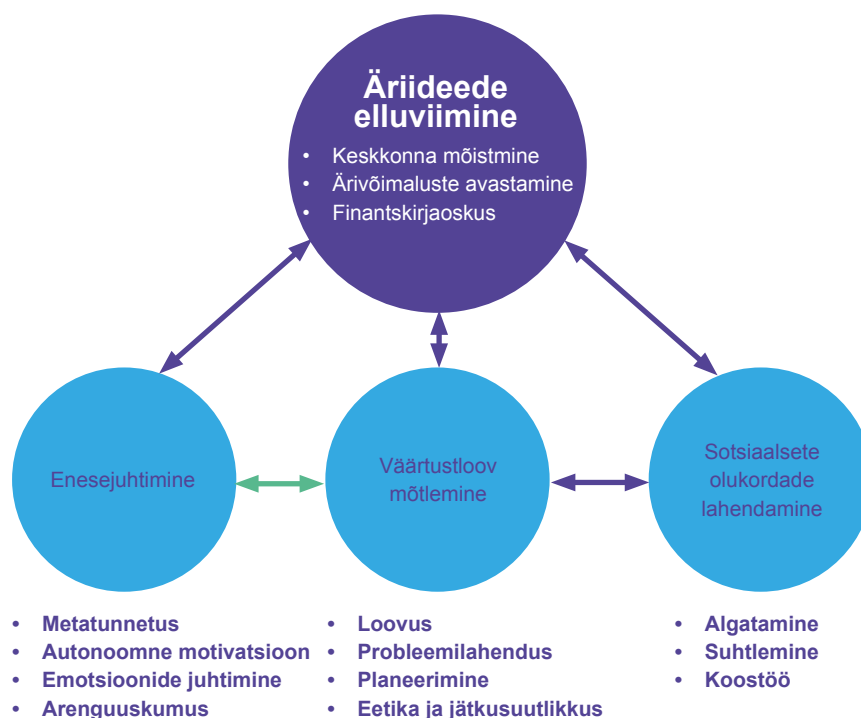 Äriideede
elluviimine
• Keskkonna mõistmine
• Ärivõimaluste avastamine
• Finantskirjaoskus
Enesejuhtimine
Väärtustloov
mõtlemine
Sotsiaalsete
olukordade
lahendamine
• Metatunnetus
• Autonoomne motivatsioon
• Emotsioonide juhtimine
• Arenguuskumus
• Loovus
• Probleemilahendus
• Planeerimine
• Eetika ja jätkusuutlikkus
• Algatamine
• Suhtlemine
• Koostöö